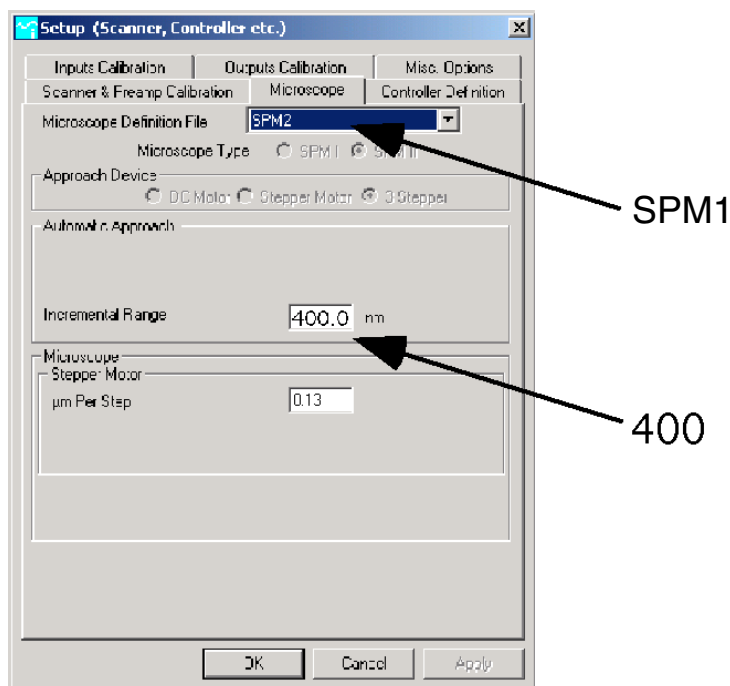 Setup (Scanner, Controller etc.)
Inputs Calibration Outputs Calibration Misc. Options
Scanner & Preamp Calibration Microscope Controller Definition
Microscope Definition File SPM2
Microscope Type SPM I SPM II
SPM1
Approach Device
DC Motor Stepper Motor 3 Stepper
Automatic Approach
Incremental Range 400.0 nm
Microscope
Stepper Motor
µm Per Step 0.13
400
OK Cancel Apply